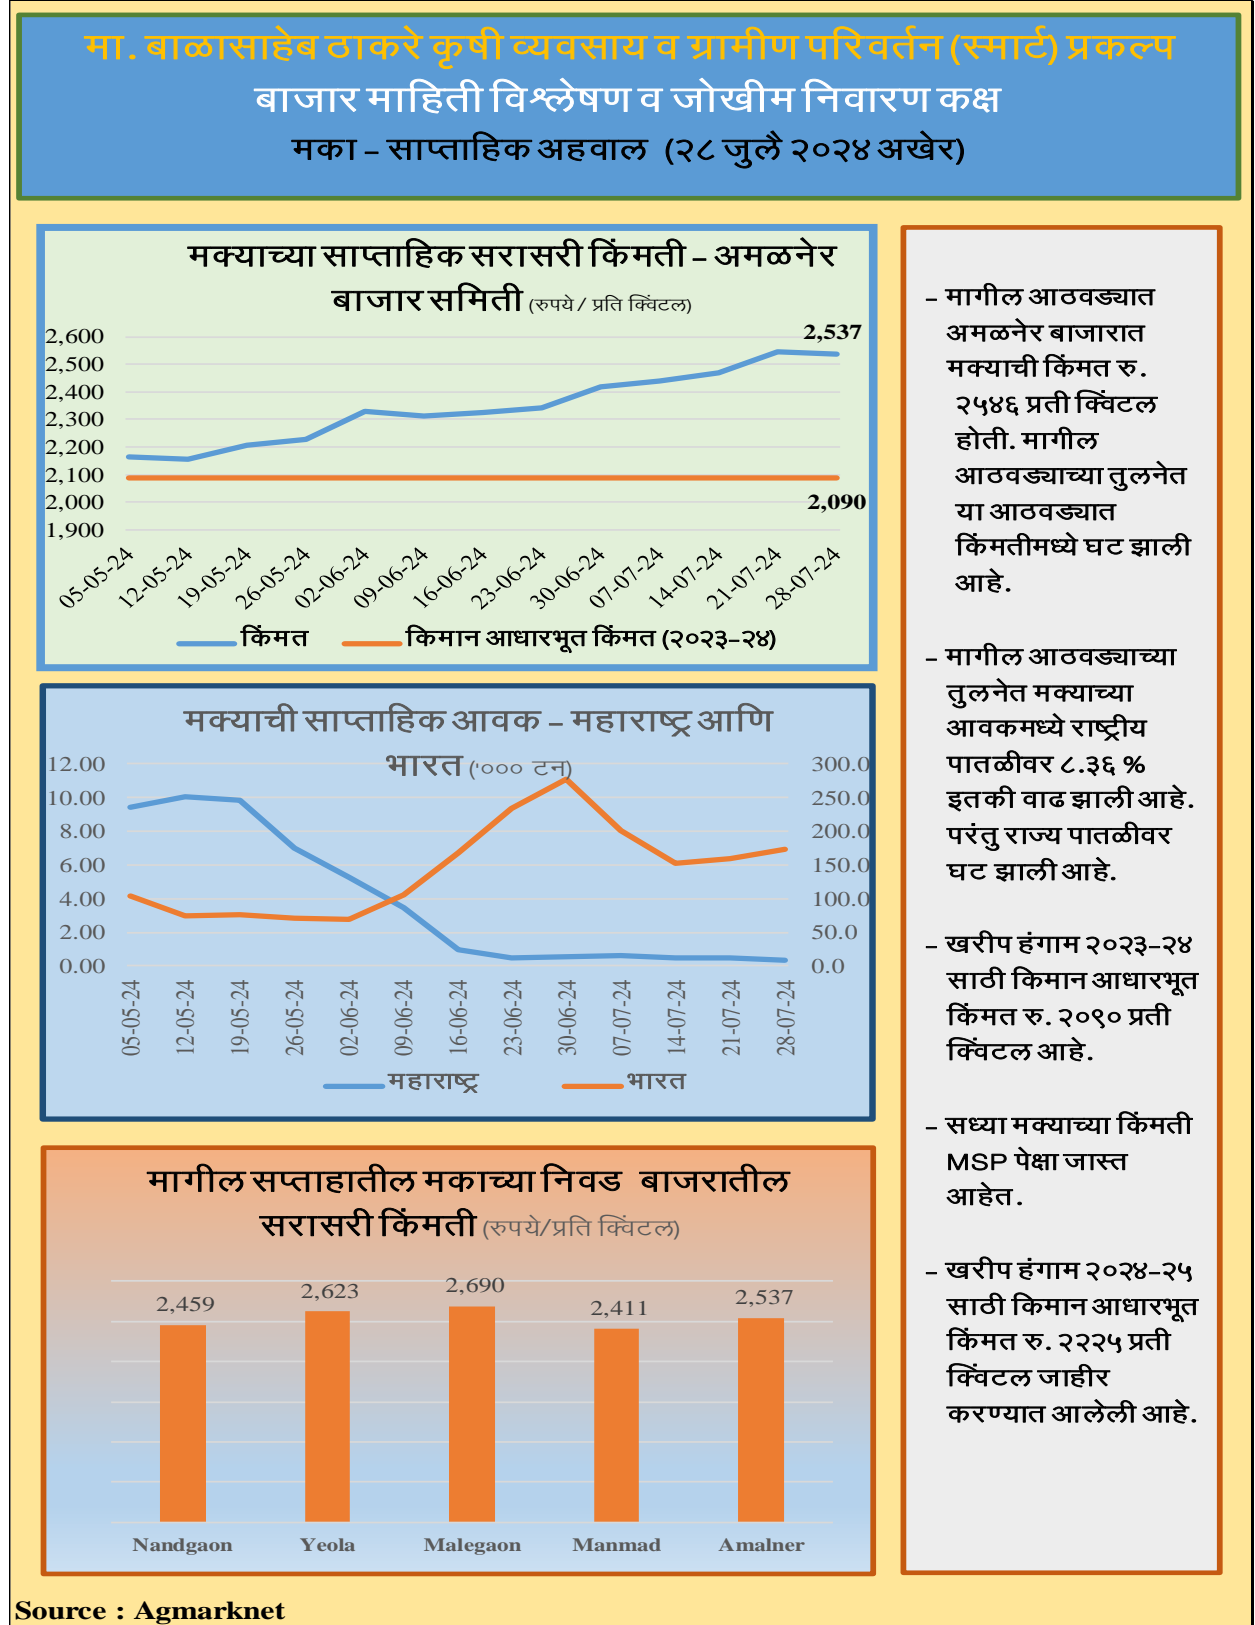 मा. बाळासाहेब ठाकरे कृषी व्यवसाय व ग्रामीण परिवर्तन (स्मार्ट) प्रकल्प
बाजार माहिती विश्लेषण व जोखीम निवारण कक्ष
मका – साप्ताहिक अहवाल (२८ जुलै २०२४ अखेर)
मक्याच्या साप्ताहिक सरासरी किंमती – अमळनेर
बाजार समिती (रुपये / प्रति क्विंटल)
2,600
2,500
2,400
2,300
2,200
2,100
2,000
1,900
2,537
2,090
05-05-24
12-05-24
19-05-24
26-05-24
02-06-24
09-06-24
16-06-24
23-06-24
30-06-24
07-07-24
14-07-24
21-07-24
28-07-24
किंमत
किमान आधारभूत किंमत (२०२३–२४)
मक्याची साप्ताहिक आवक – महाराष्ट्र आणि
भारत ('००० टन)
12.00
10.00
8.00
6.00
4.00
2.00
0.00
300.0
250.0
200.0
150.0
100.0
50.0
0.0
05-05-24
12-05-24
19-05-24
26-05-24
02-06-24
09-06-24
16-06-24
23-06-24
30-06-24
07-07-24
14-07-24
21-07-24
28-07-24
महाराष्ट्र
भारत
मागील सप्ताहातील मकाच्या निवड बाजरातील
सरासरी किंमती (रुपये/प्रति क्विंटल)
2,459
2,623
2,690
2,411
2,537
Nandgaon
Yeola
Malegaon
Manmad
Amalner
– मागील आठवड्यात
अमळनेर बाजारात
मक्याची किंमत रु.
२५४६ प्रती क्विंटल
होती. मागील
आठवड्याच्या तुलनेत
या आठवड्यात
किंमतीमध्ये घट झाली
आहे.
– मागील आठवड्याच्या
तुलनेत मक्याच्या
आवकमध्ये राष्ट्रीय
पातळीवर ८.३६ %
इतकी वाढ झाली आहे.
परंतु राज्य पातळीवर
घट झाली आहे.
– खरीप हंगाम २०२३–२४
साठी किमान आधारभूत
किंमत रु. २०९० प्रती
क्विंटल आहे.
– सध्या मक्याच्या किंमती
MSP पेक्षा जास्त
आहेत.
– खरीप हंगाम २०२४–२५
साठी किमान आधारभूत
किंमत रु. २२२५ प्रती
क्विंटल जाहीर
करण्यात आलेली आहे.
Source : Agmarknet